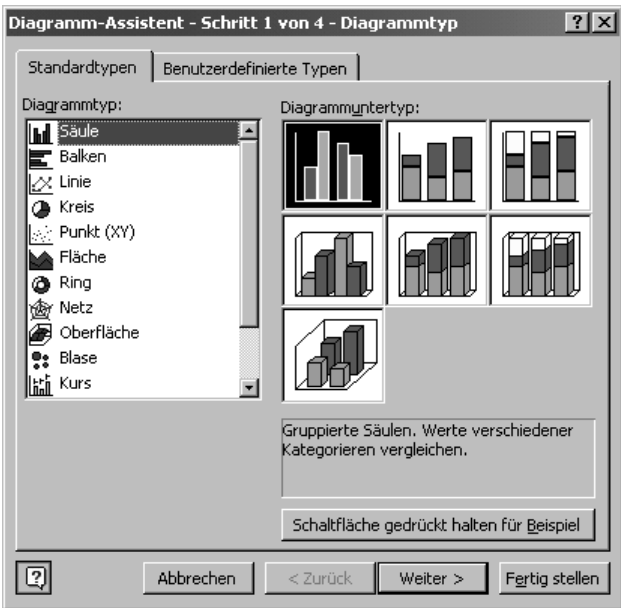 Diagramm-Assistent - Schritt 1 von 4 - Diagrammtyp
Standardtypen
Benutzerdefinierte Typen
Diagrammtyp:
Säule
Balken
Linie
Kreis
Punkt (XY)
Fläche
Ring
Netz
Oberfläche
Blase
Kurs
Diagrammuntertyp:
Gruppierte Säulen. Werte verschiedener
Kategorieren vergleichen.
Schaltfläche gedrückt halten für Beispiel
Abbrechen
< Zurück
Weiter >
Fertig stellen